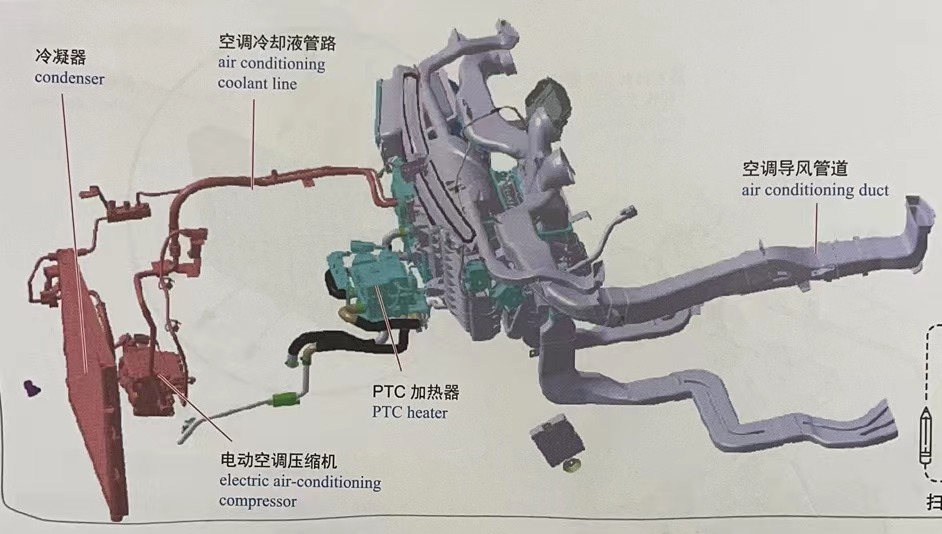 冷凝器
condenser
空调冷却液管路
air conditioning
coolant line
空调导风管道
air conditioning duct
PTC 加热器
PTC heater
电动空调压缩机
electric air-conditioning
compressor
扫